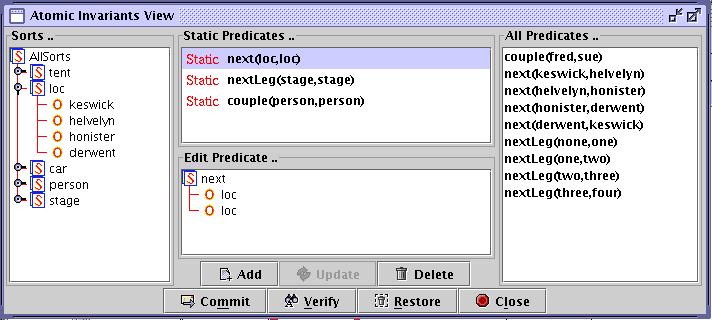 Atomic Invariants View
Sorts ..
AllSorts
tent
loc
keswick
helvelyn
honister
derwent
car
person
stage
Static Predicates ..
Static next(loc,loc)
Static nextLeg(stage,stage)
Static couple(person,person)
Edit Predicate ..
next
loc
loc
Add Update Delete
All Predicates ..
couple(fred,sue)
next(keswick,helvelyn)
next(helvelyn,honister)
next(honister,derwent)
next(derwent,keswick)
nextLeg(none,one)
nextLeg(one,two)
nextLeg(two,three)
nextLeg(three,four)
Commit Verify Restore Close